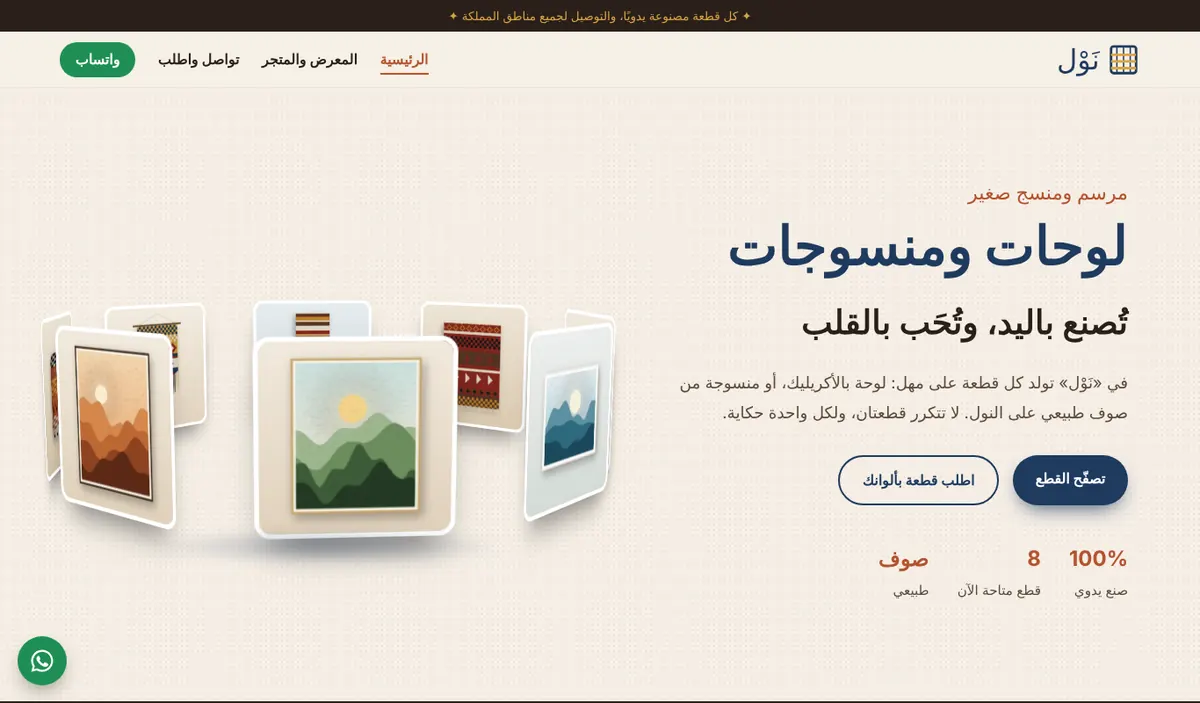 ✦ كل قطعة مصنوعة يدويًا، والتوصيل لجميع مناطق المملكة ✦
نَوْل
الرئيسية
المعرض والمتجر
تواصل واطلب
واتساب
مرسم ومنسج صغير
لوحات ومنسوجات
تُصنع باليد، وتُحَب بالقلب
في «نَوْل» تولد كل قطعة على مهل: لوحة بالأكريليك، أو منسوجة من
صوف طبيعي على النول. لا تتكرر قطعتان، ولكل واحدة حكاية.
تصفّح القطع
اطلب قطعة بألوانك
100%
صنع يدوي
8
قطع متاحة الآن
صوف
طبيعي